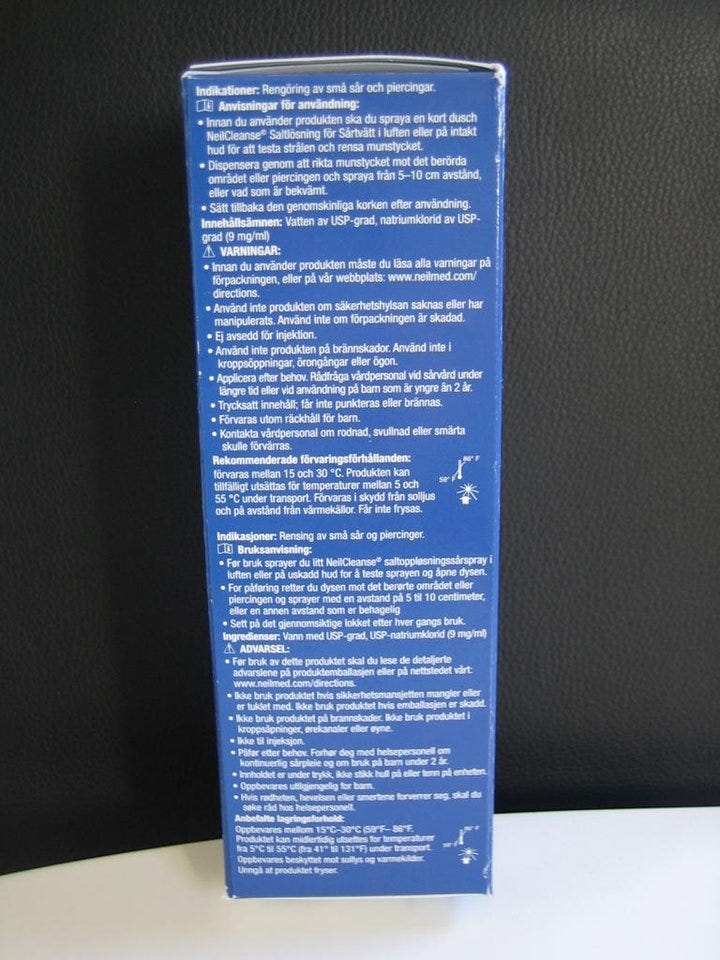 Indikationer: Rengöring av små sår och piercingar.
Anvisningar för användning:
• Innan du använder produkten ska du spraya en kort dusch
NeilCleanse® Saltlösning för Sårtvätt i luften eller på intakt
hud för att testa strålen och rensa munstycket.
• Dispensera genom att rikta munstycket mot det berörda
området eller piercingen och spraya från 5–10 cm avstånd,
eller vad som är bekvämt.
• Sätt tillbaka den genomskinliga korken efter användning.
Innehållsämnen: Vatten av USP-grad, natriumklorid av USP-
grad (9 mg/ml)
⚠ VARNINGAR:
• Innan du använder produkten måste du läsa alla varningar på
förpackningen, eller på vår webbplats: www.neilmed.com/
directions.
• Använd inte produkten om säkerhetshylsan saknas eller har
manipulerats. Använd inte om förpackningen är skadad.
• Ej avsedd för injektion.
• Använd inte produkten på brännskador. Använd inte i
kroppsöppningar, örongångar eller ögon.
• Applicera efter behov. Rådfråga vårdpersonal vid sårvård under
längre tid eller vid användning på barn som är yngre än 2 år.
• Trycksatt innehåll; får inte punkteras eller brännas.
• Förvaras utom räckhåll för barn.
• Kontakta vårdpersonal om rodnad, svullnad eller smärta
skulle förvärras.
Rekommenderade förvaringsförhållanden:
förvaras mellan 15 och 30 °C. Produkten kan
tillfälligt utsättas för temperaturer mellan 5 och
55 °C under transport. Förvaras i skydd från solljus
och på avstånd från värmekällor. Får inte frysas.
86° F
59° F
Indikasjoner: Rensing av små sår og piercinger.
Bruksanvisning:
• Før bruk sprayer du litt NeilCleanse® saltoppløsningssårspray i
luften eller på uskadd hud for å teste sprayen og åpne dysen.
• For påføring retter du dysen mot det berørte området eller
piercingen og sprayer med en avstand på 5 til 10 centimeter,
eller en annen avstand som er behagelig
• Sett på det gjennomsiktige lokket etter hver gangs bruk.
Ingredienser: Vann med USP-grad, USP-natriumklorid (9 mg/ml)
⚠ ADVARSEL:
• Før bruk av dette produktet skal du lese de detaljerte
advarslene på produktemballasjen eller på nettstedet vårt:
www.neilmed.com/directions.
• Ikke bruk produktet hvis sikkerhetsmansjetten mangler eller
er tuklet med. Ikke bruk produktet hvis emballasjen er skadd.
• Ikke bruk produktet på brannskader. Ikke bruk produktet i
kroppsåpninger, ørekanaler eller øyne.
• Ikke til injeksjon.
• Påfør etter behov. Forhør deg med helsepersonell om
kontinuerlig sårpleie og om bruk på barn under 2 år.
• Innholdet er under trykk, ikke stikk hull på eller tenn på enheten.
• Oppbevares utilgjengelig for barn.
• Hvis rødheten, hevelsen eller smertene forverrer seg, skal du
søke råd hos helsepersonell.
Anbefalte lagringsforhold:
Oppbevares mellom 15°C–30°C (59°F– 86°F.
Produktet kan midlertidig utsettes for temperaturer
fra 5°C til 55°C (fra 41° til 131°F) under transport.
Oppbevares beskyttet mot sollys og varmekilder.
Unngå at produktet fryser.
86° F
59° F